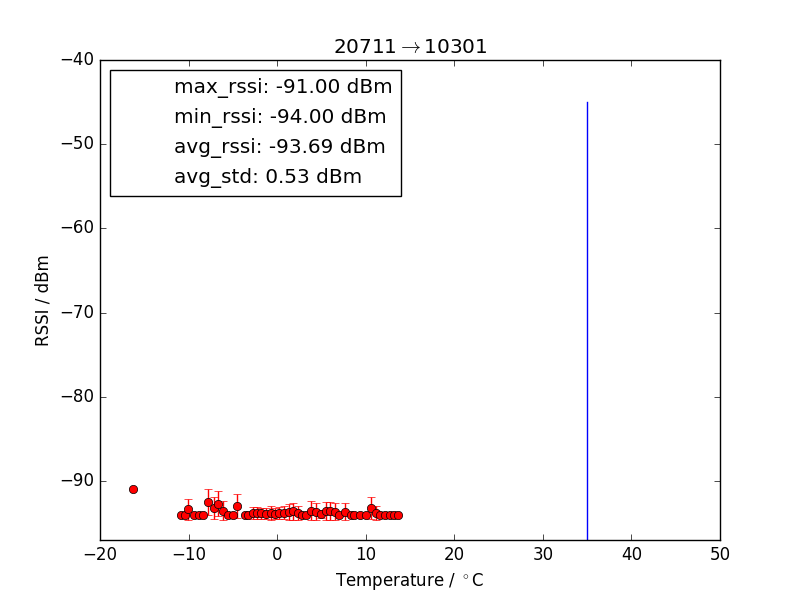 20711→10301
max_rssi: -91.00 dBm
min_rssi: -94.00 dBm
avg_rssi: -93.69 dBm
avg_std: 0.53 dBm
−40
−50
−60
−70
−80
−90
RSSI / dBm
−20 −10 0 10 20 30 40 50
Temperature / °C